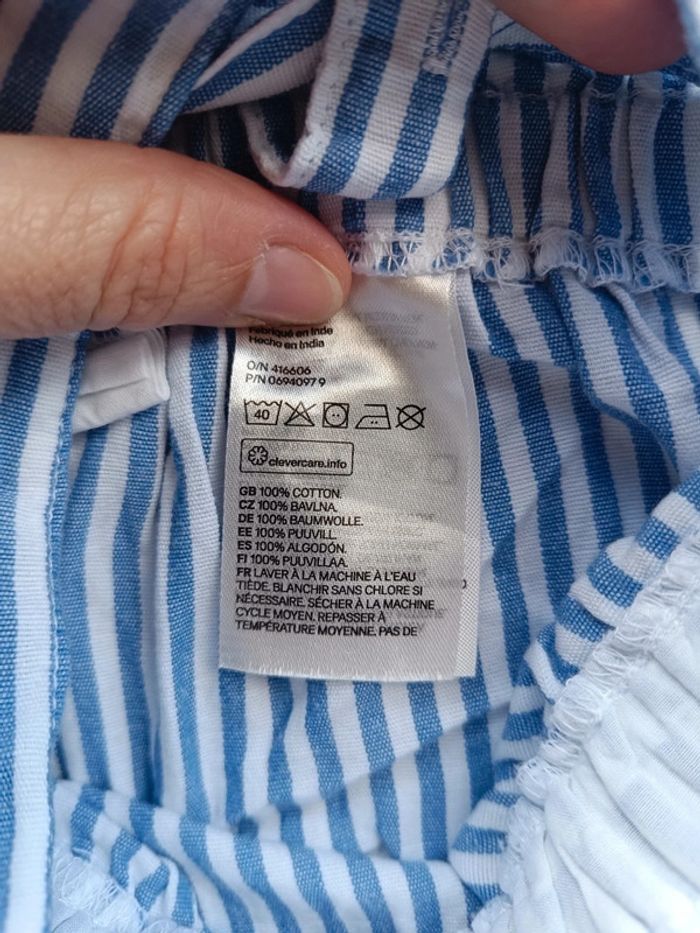 Fabriqué en Inde
Hecho en India
O/N 416606
P/N 0694097 9
40
clevercare.info
GB 100% COTTON.
CZ 100% BAVLNA.
DE 100% BAUMWOLLE.
EE 100% PUUVILL.
ES 100% ALGODÓN.
FI 100% PUUVILLAA.
FR LAVER À LA MACHINE À L'EAU
TIÈDE. BLANCHIR SANS CHLORE SI
NÉCESSAIRE. SÉCHER À LA MACHINE
CYCLE MOYEN. REPASSER À
TEMPÉRATURE MOYENNE. PAS DE